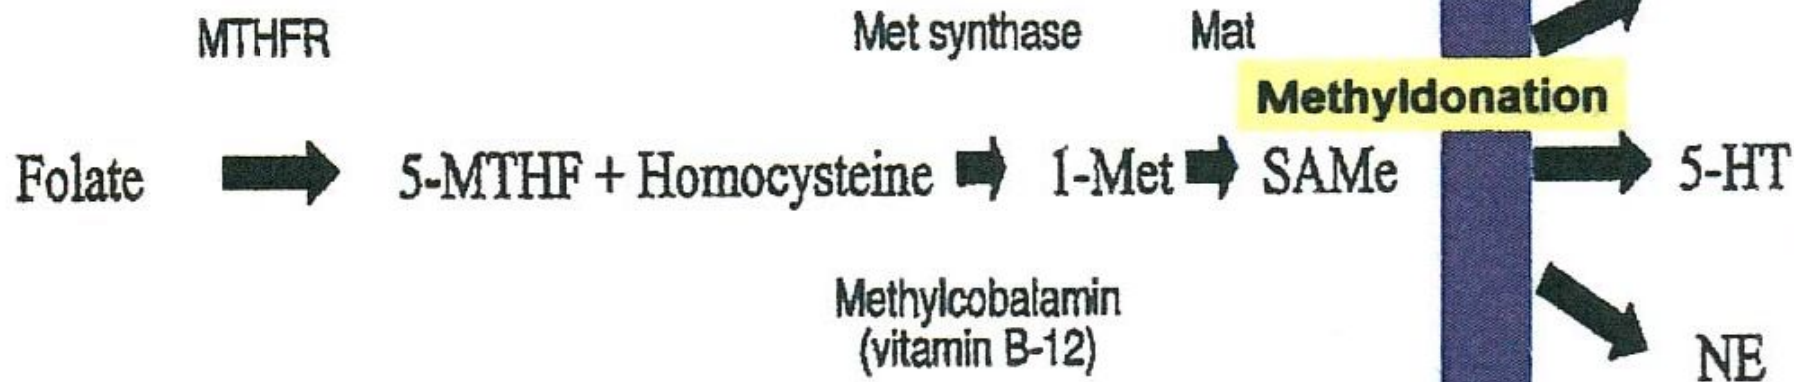 MTHFR
Met synthase
Mat
Methyldonation
Folate
5-MTHF + Homocysteine
1-Met
SAMe
5-HT
Methylcobalamin
(vitamin B-12)
NE